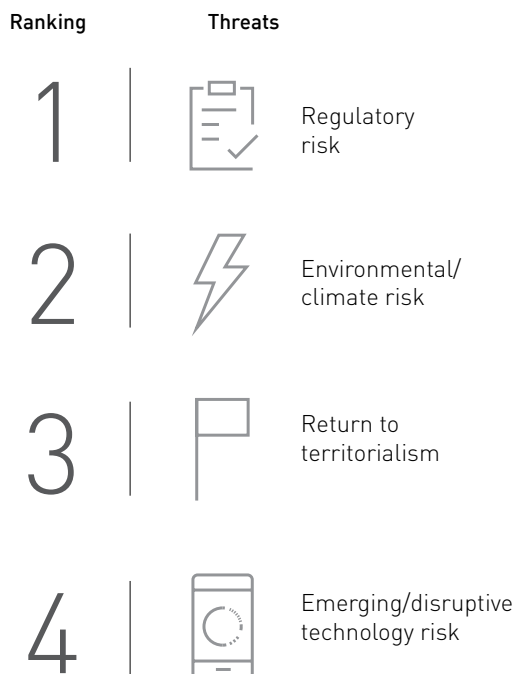 Ranking Threats
1 Regulatory
risk
2 Environmental/
climate risk
3 Return to
territorialism
4 Emerging/disruptive
technology risk